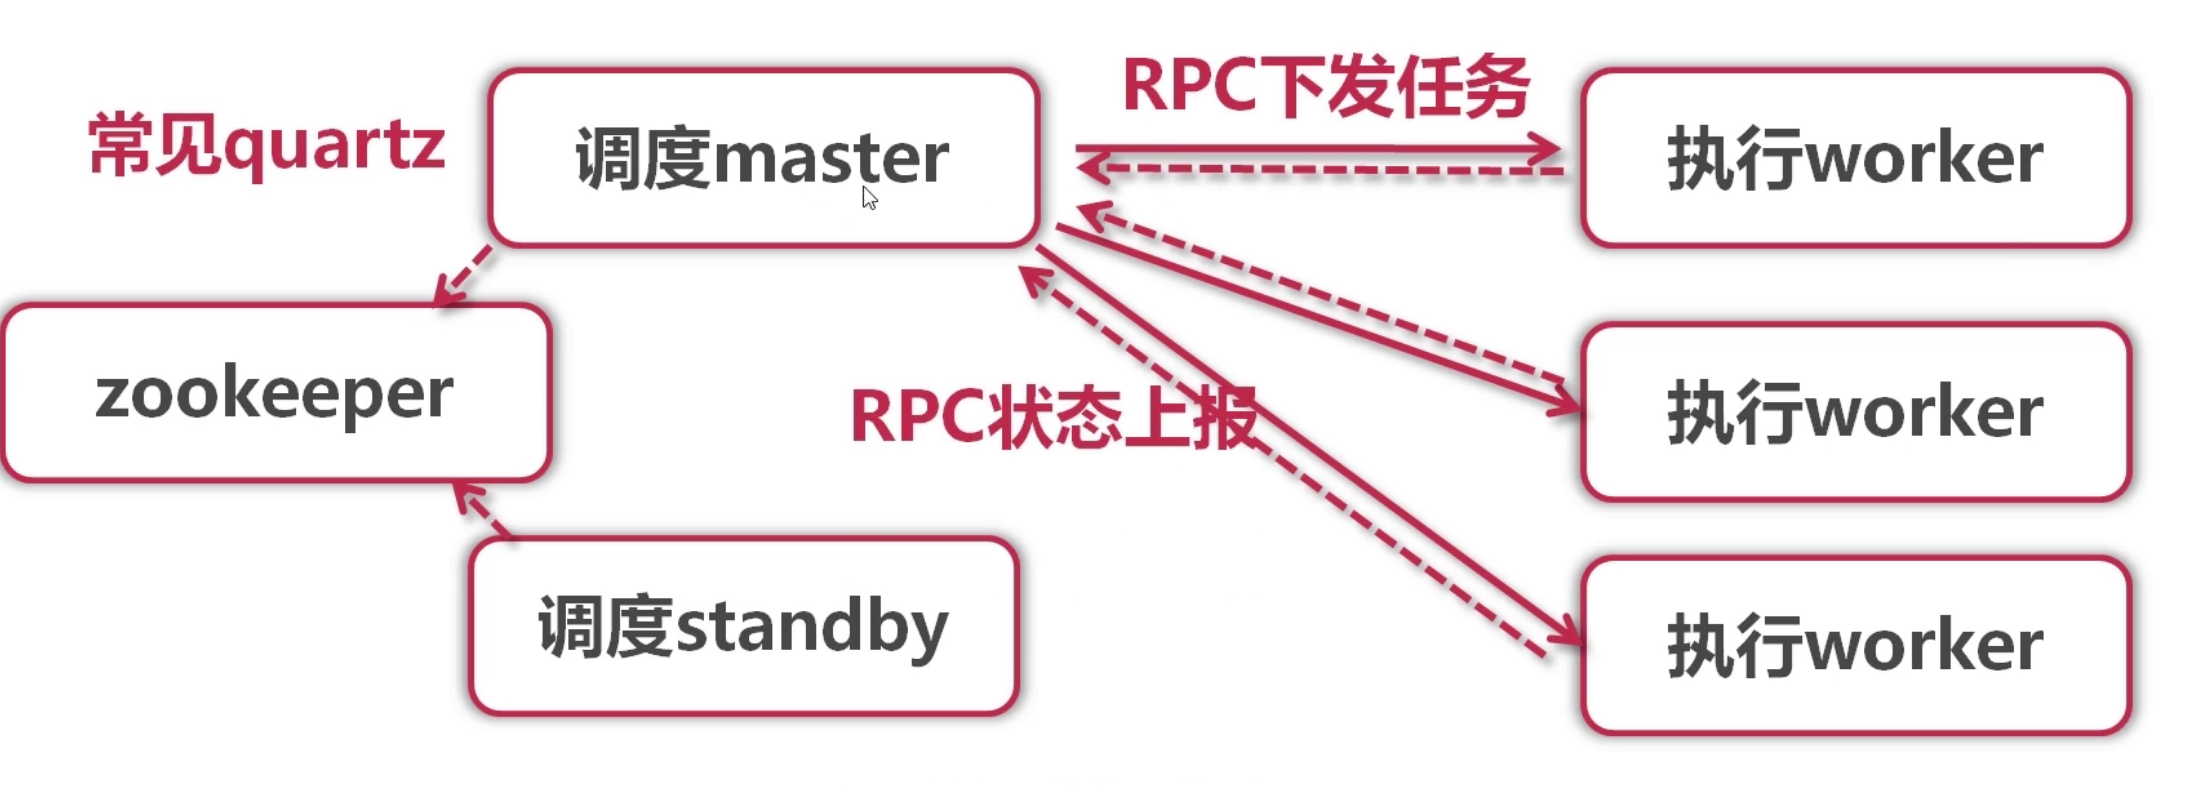 RPC下发任务
常见quartz
调度master
执行worker
zookeeper
RPC状态上报
执行worker
调度standby
执行worker